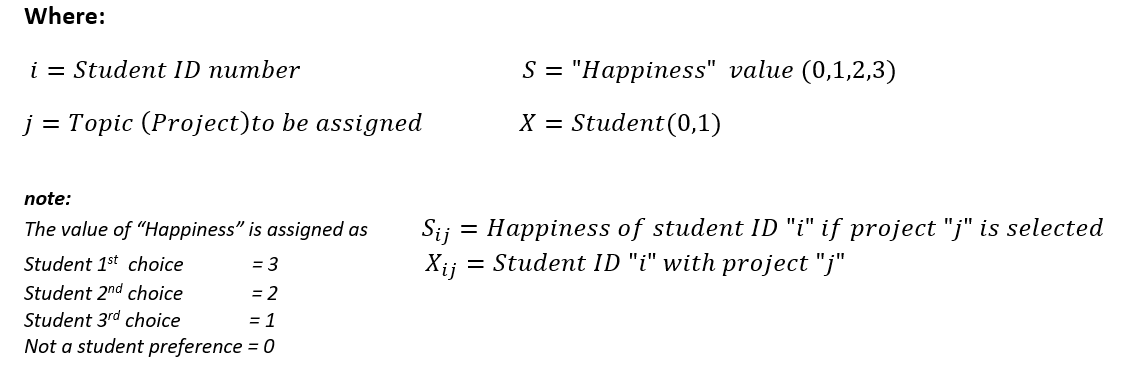 Where:
i = Student ID number
S = "Happiness" value (0,1,2,3)
j = Topic (Project)to be assigned
X = Student(0,1)
note:
The value of “Happiness” is assigned as
Student 1st choice = 3
Student 2nd choice = 2
Student 3rd choice = 1
Not a student preference = 0
Sij = Happiness of student ID "i" if project "j" is selected
Xij = Student ID "i" with project "j"